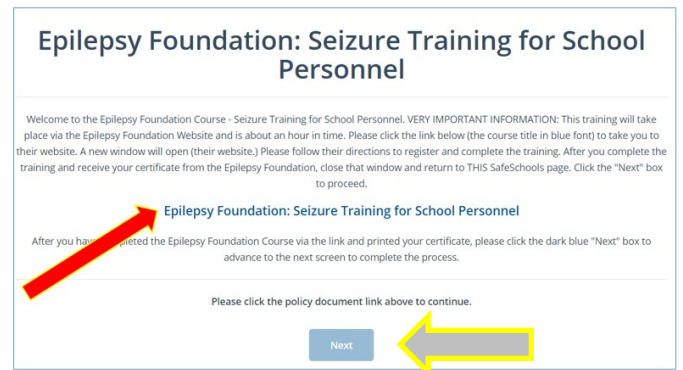 Epilepsy Foundation: Seizure Training for School
Personnel
Welcome to the Epilepsy Foundation Course - Seizure Training for School Personnel. VERY IMPORTANT INFORMATION: This training will take
place via the Epilepsy Foundation Website and is about an hour in time. Please click the link below (the course title in blue font) to take you to
their website. A new window will open (their website.) Please follow their directions to register and complete the training. After you complete the
training and receive your certificate from the Epilepsy Foundation, close that window and return to THIS SafeSchools page. Click the "Next" box
to proceed.
Epilepsy Foundation: Seizure Training for School Personnel
After you have completed the Epilepsy Foundation Course via the link and printed your certificate, please click the dark blue "Next" box to
advance to the next screen to complete the process.
Please click the policy document link above to continue.
Next